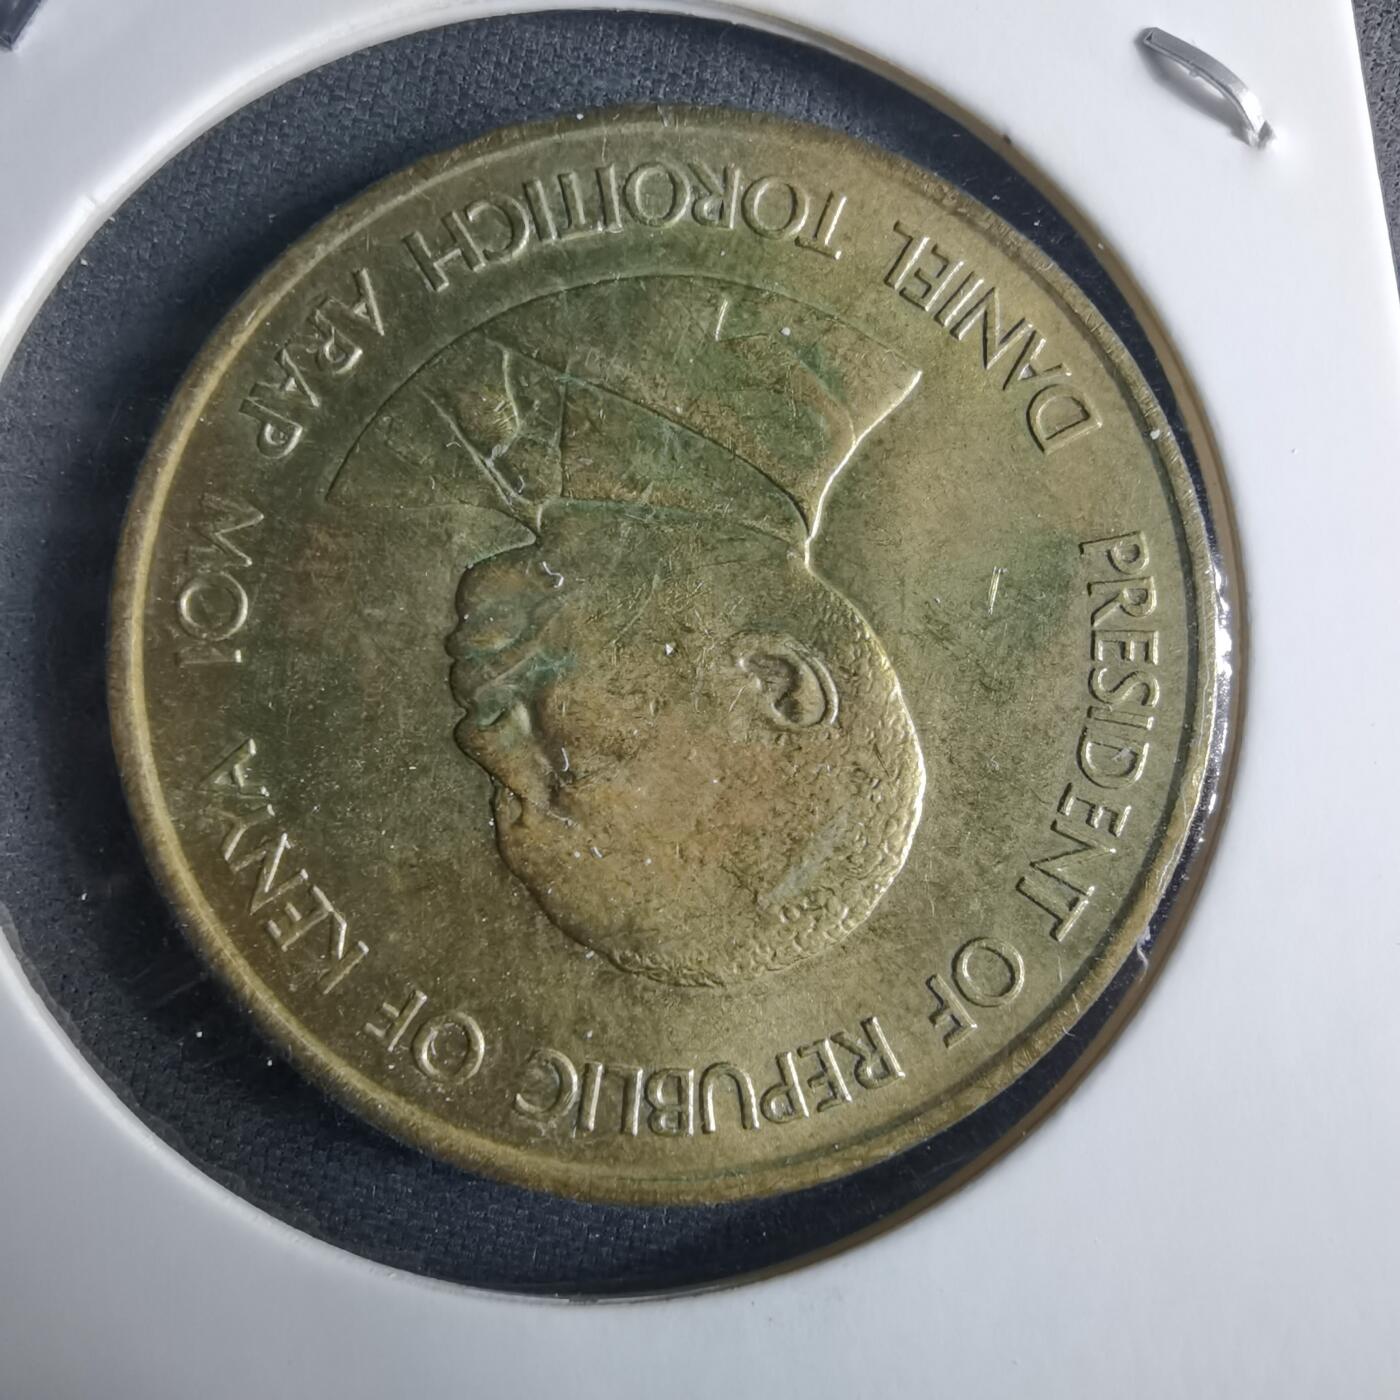 PRESIDENT OF REPUBLIC OF KENYA
DANIEL TOROITICH ARAP MOI